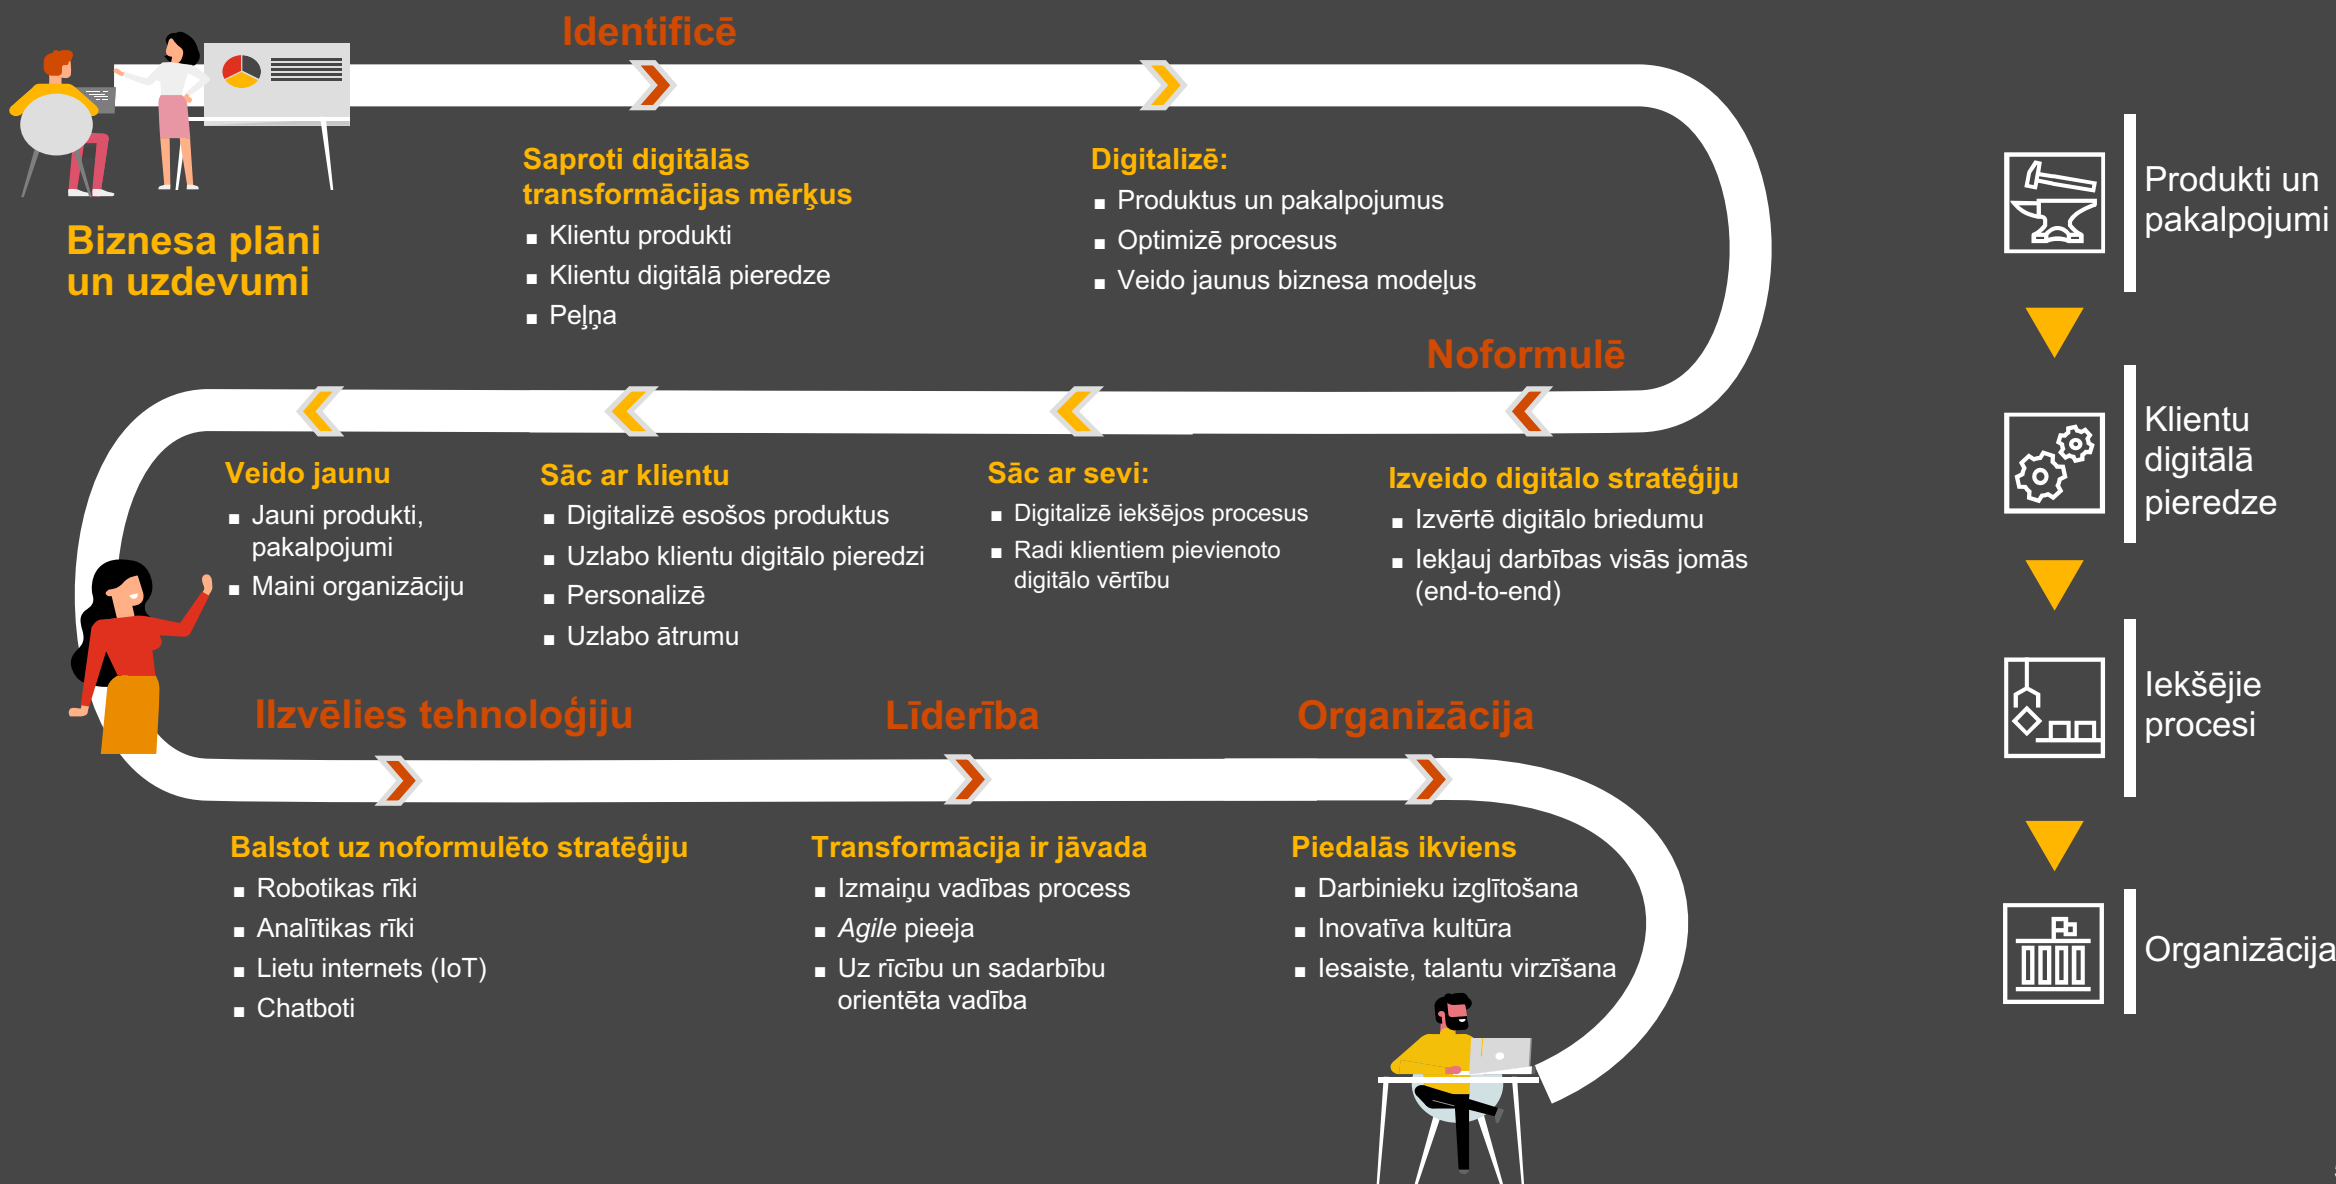 Identificē
Biznesa plāni
un uzdevumi
Saproti digitālās
transformācijas mērķus
■ Klientu produkti
■ Klientu digitālā pieredze
■ Peļņa
Digitalizē:
■ Produktus un pakalpojumus
■ Optimizē procesus
■ Veido jaunus biznesa modeļus
Noformulē
Izveido digitālo stratēģiju
■ Izvērtē digitālo briedumu
■ Iekļauj darbības visās jomās
(end-to-end)
Sāc ar sevi:
■ Digitalizē iekšējos procesus
■ Radi klientiem pievienoto
digitālo vērtību
Sāc ar klientu
■ Digitalizē esošos produktus
■ Uzlabo klientu digitālo pieredzi
■ Personalizē
■ Uzlabo ātrumu
Veido jaunu
■ Jauni produkti,
pakalpojumi
■ Maini organizāciju
IIzvēlies tehnoloģiju
Balstot uz noformulēto stratēģiju
■ Robotikas rīki
■ Analītikas rīki
■ Lietu internets (IoT)
■ Chatboti
Līderība
Transformācija ir jāvada
■ Izmaiņu vadības process
■ Agile pieeja
■ Uz rīcību un sadarbību
orientēta vadība
Organizācija
Piedalās ikviens
■ Darbinieku izglītošana
■ Inovatīva kultūra
■ Iesaiste, talantu virzīšana
Produkti un
pakalpojumi
Klientu
digitālā
pieredze
Iekšējie
procesi
Organizācija